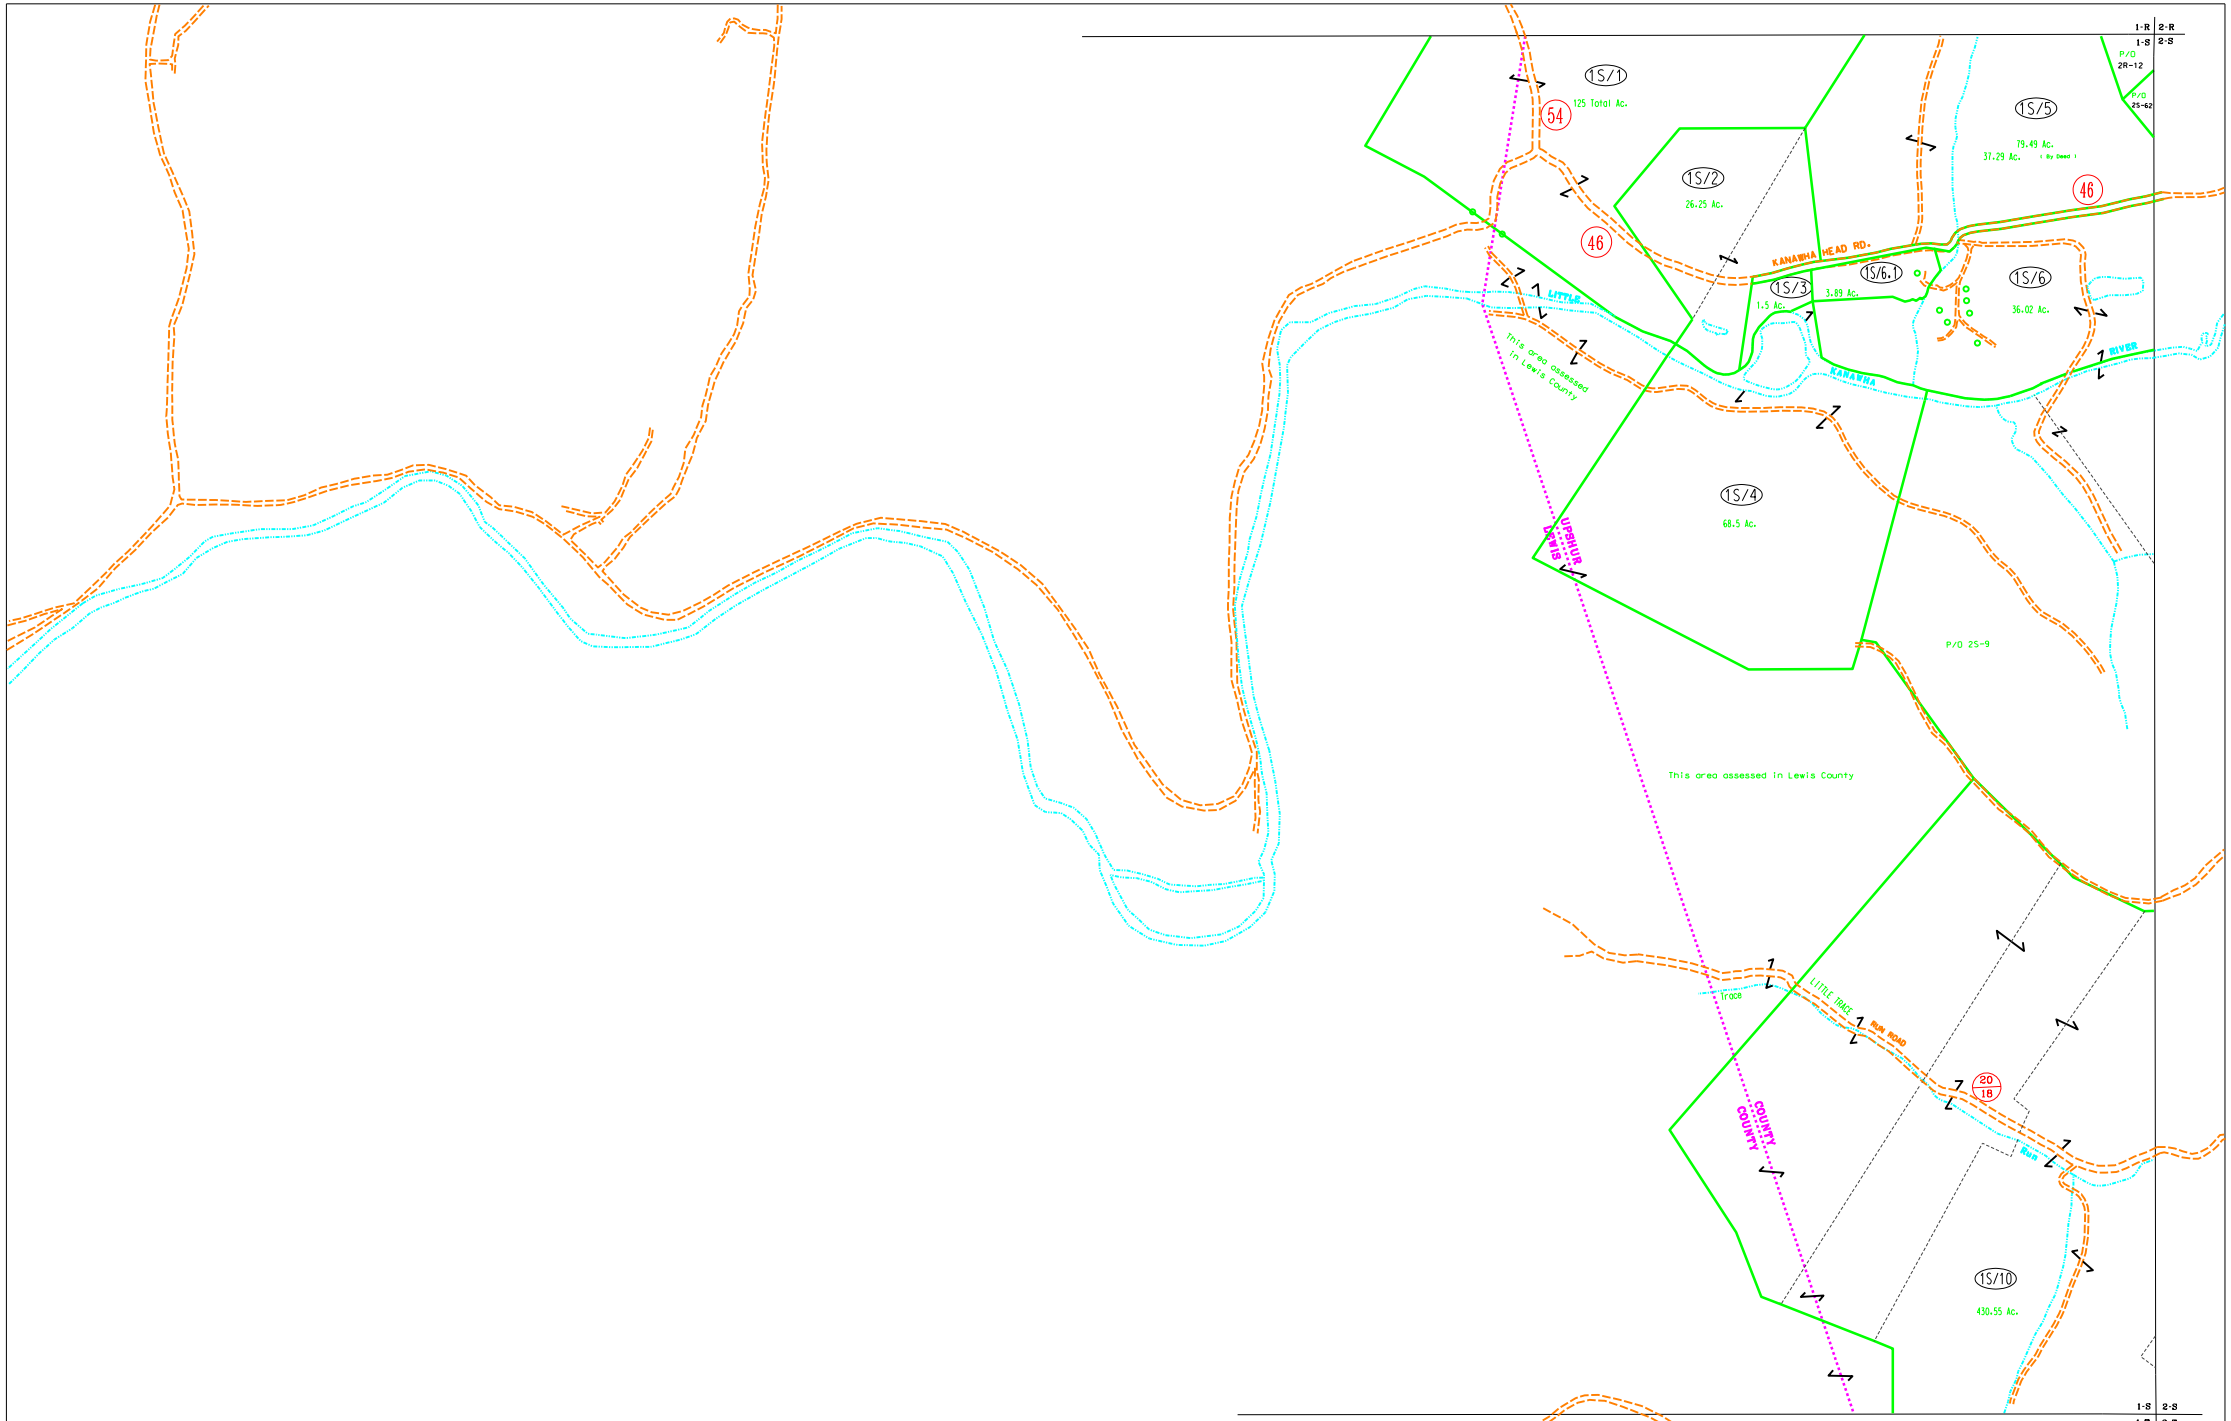 1-R 2-R
1-S 2-S
P/O
2R-12
P/O
2S-62
1S/1
125 Total Ac.
54
1S/5
79.49 Ac.
37.29 Ac. ( By Deed )
1S/2
26.25 Ac.
46
46
KANAWHA HEAD RD.
1S/3
1.5 Ac.
1S/6.1
3.89 Ac.
1S/6
36.02 Ac.
LITTLE
KANAWHA
RIVER
This area assessed
in Lewis County
1S/4
68.5 Ac.
UPSHUR
LEWIS
P/O 2S-9
This area assessed in Lewis County
Trace
LITTLE TRACE
RUN ROAD
20
18
COUNTY
COUNTY
Run
1S/10
430.55 Ac.
1-S 2-S